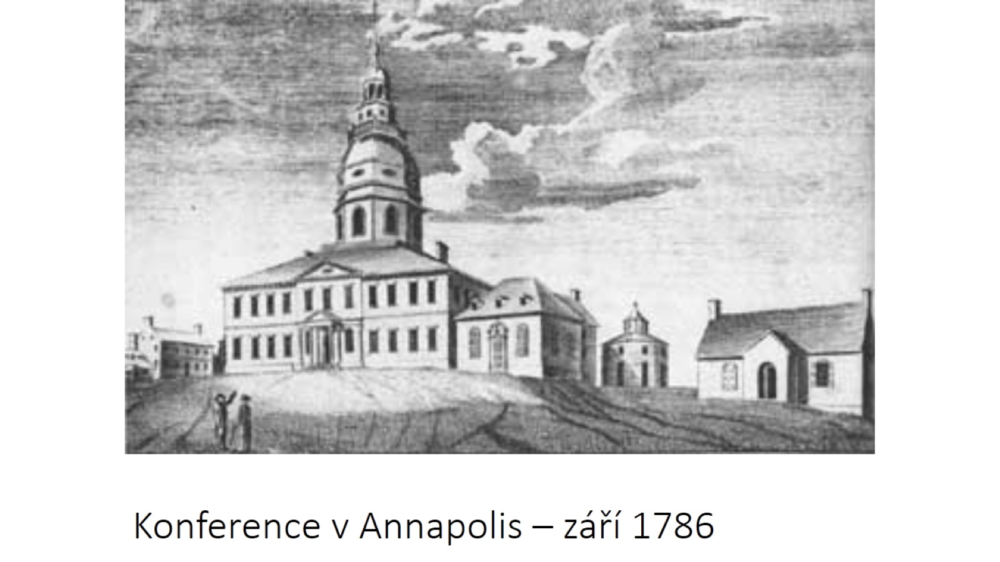 Konference v Annapolis – září 1786